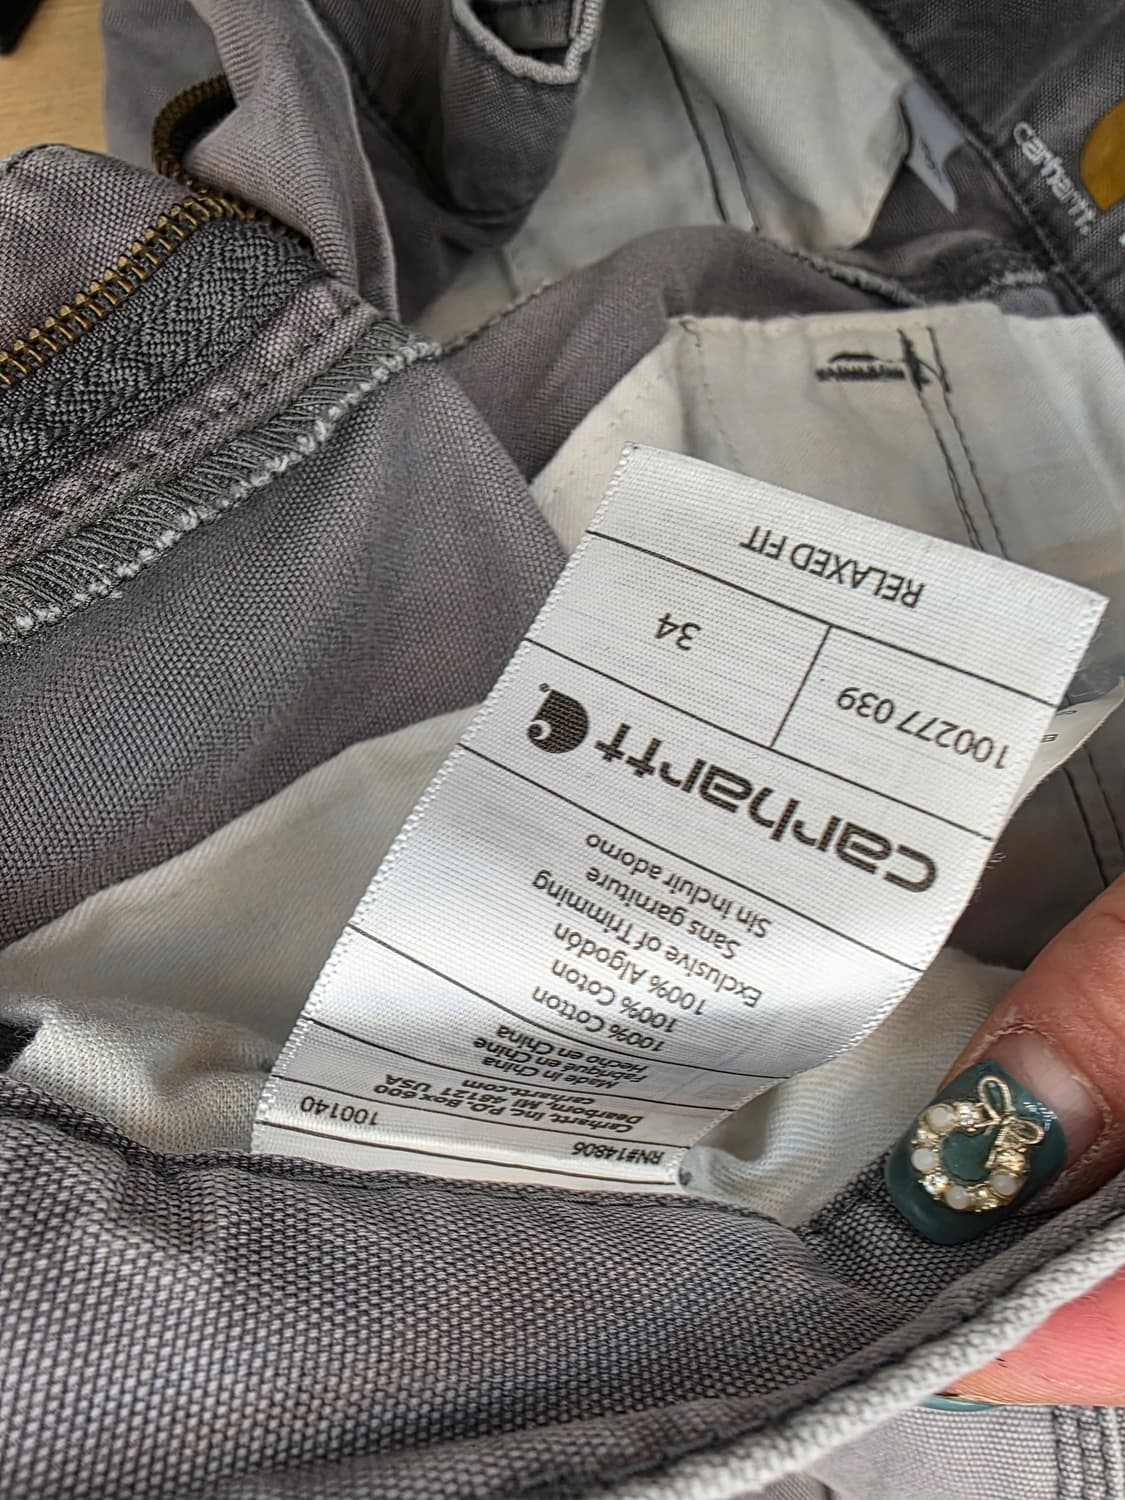 RELAXED FIT
100277 039
34
carhartt
Sin incluir adorno
Sans garniture
Exclusive of Trimming
100% Algodón
100% Coton
100% Cotton
Hecho en China
Fabriqué en Chine
Made in China
carhartt.com
Dearborn, MI 48121 USA
Carhartt, Inc. P.O. Box 600
100140
RN#14806
carhartt